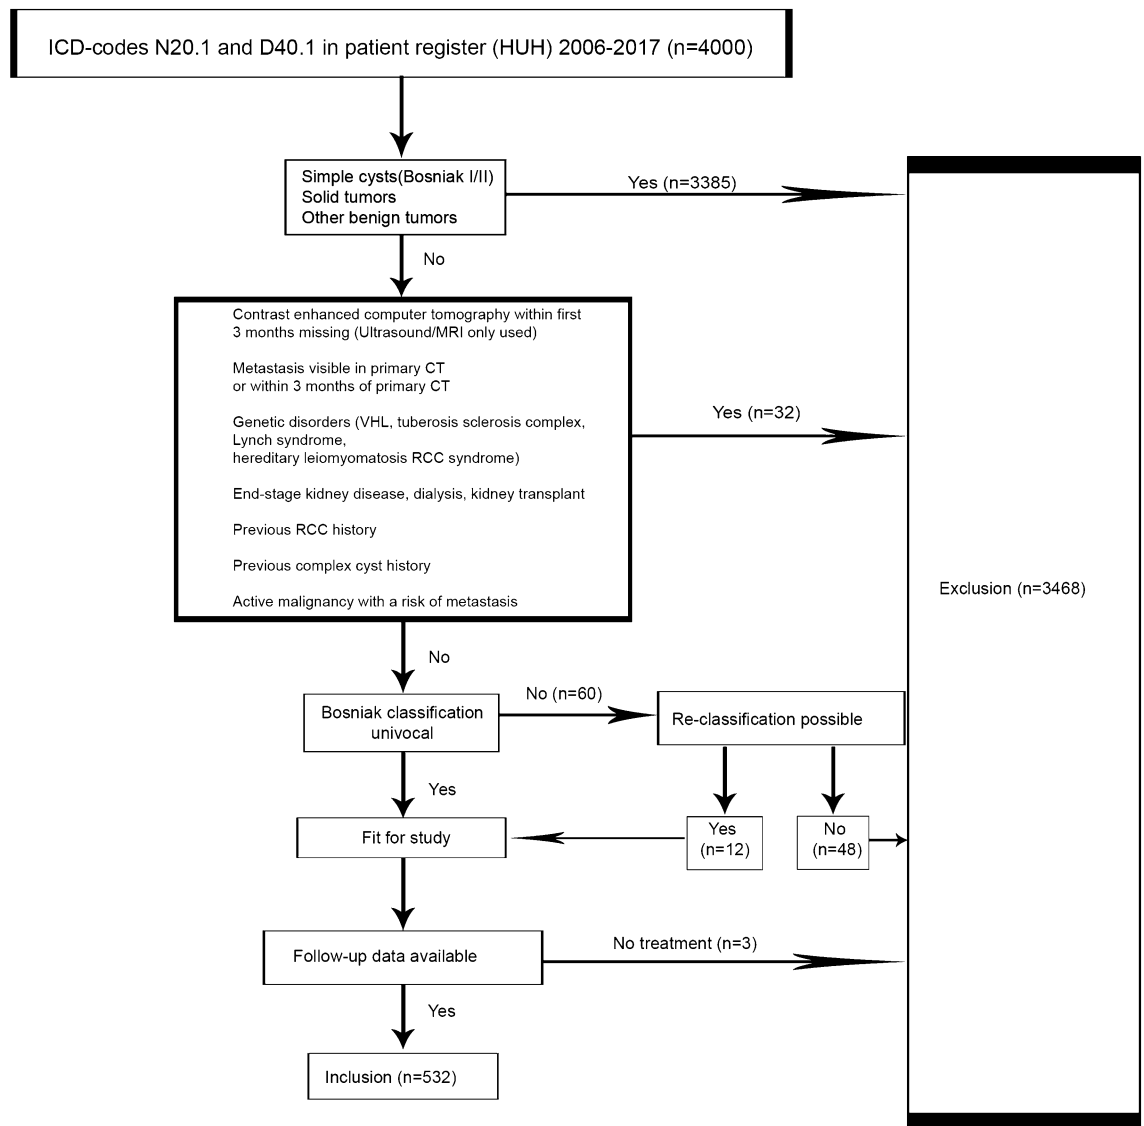 ICD-codes N20.1 and D40.1 in patient register (HUH) 2006-2017 (n=4000)
Simple cysts(Bosniak I/II)
Solid tumors
Other benign tumors
Yes (n=3385)
No
Contrast enhanced computer tomography within first
3 months missing (Ultrasound/MRI only used)
Metastasis visible in primary CT
or within 3 months of primary CT
Genetic disorders (VHL, tuberosis sclerosis complex,
Lynch syndrome,
hereditary leiomyomatosis RCC syndrome)
End-stage kidney disease, dialysis, kidney transplant
Previous RCC history
Previous complex cyst history
Active malignancy with a risk of metastasis
Yes (n=32)
Exclusion (n=3468)
No
Bosniak classification
univocal
No (n=60)
Re-classification possible
Yes
Fit for study
Yes
(n=12)
No
(n=48)
Follow-up data available
No treatment (n=3)
Yes
Inclusion (n=532)